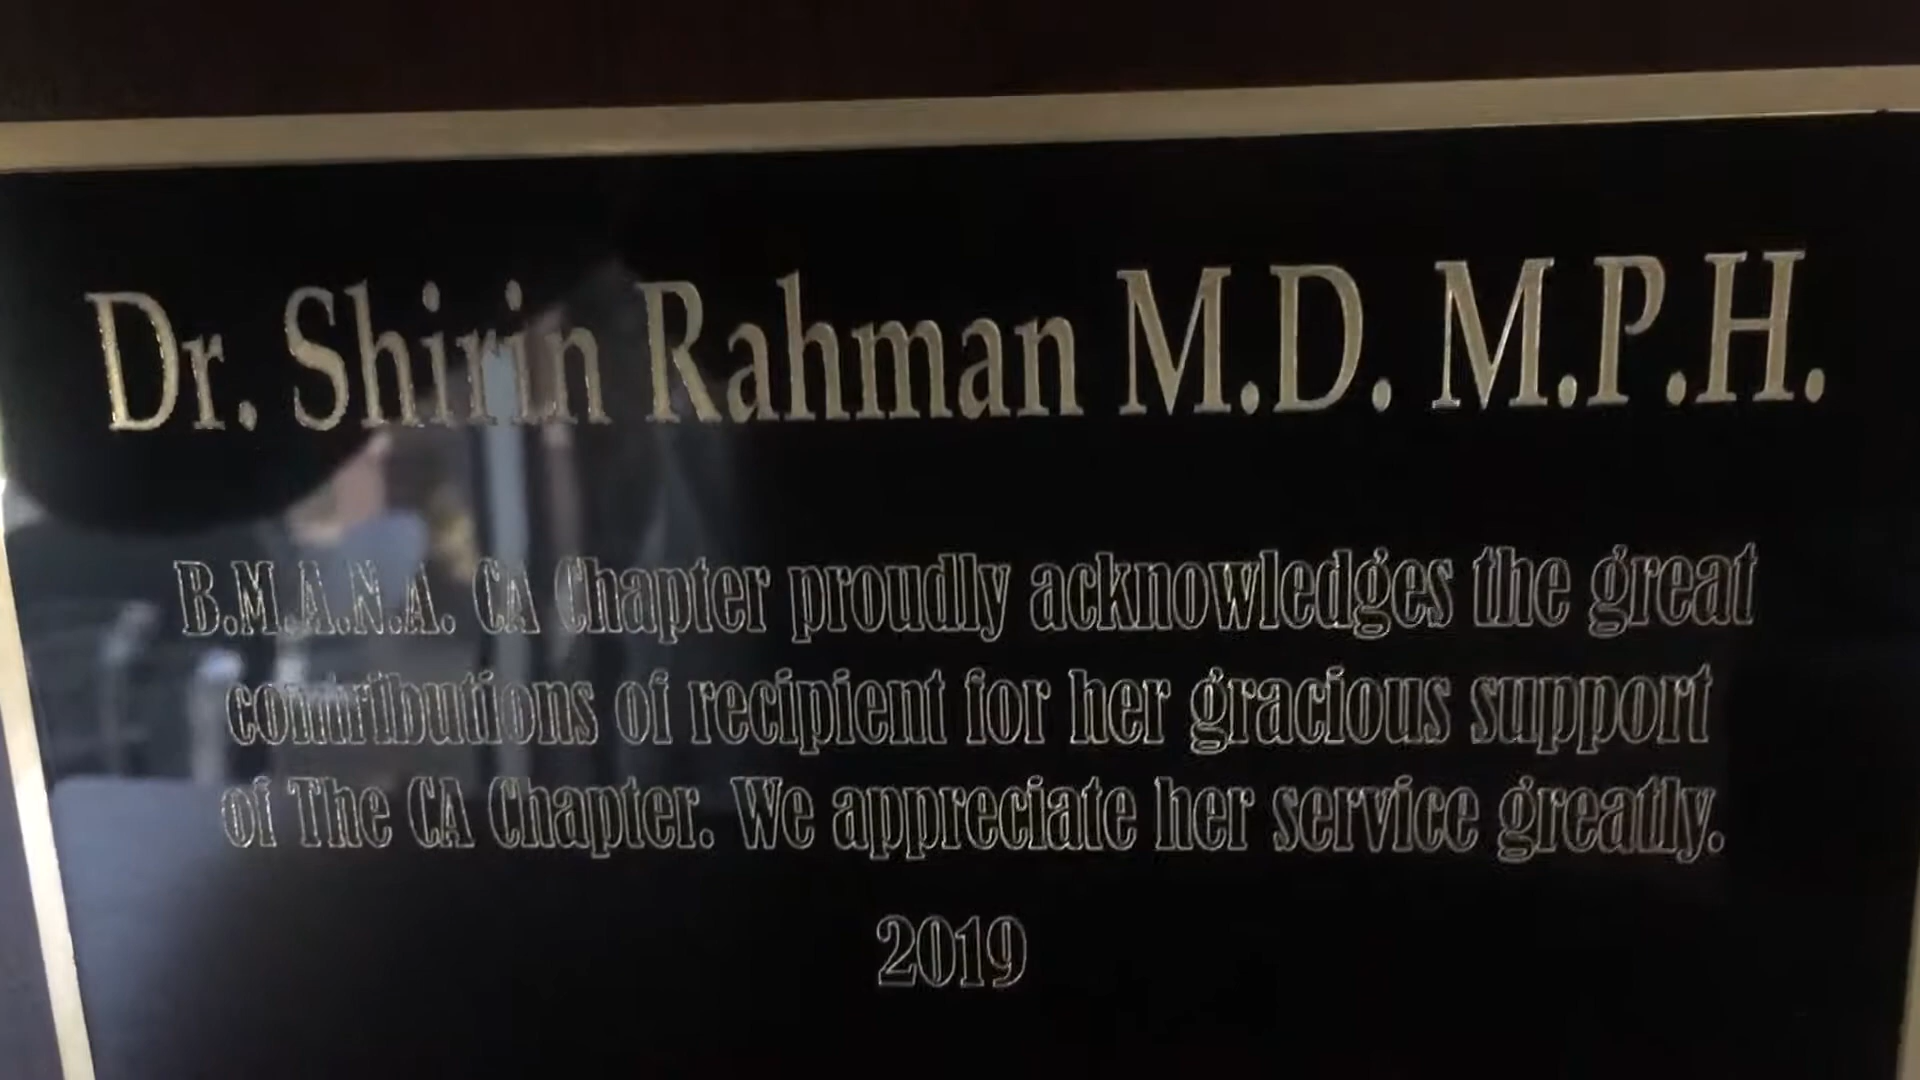 Dr. Shirin Rahman M.D. M.P.H.
B.M.A.N.A. CA Chapter proudly acknowledges the great
contributions of recipient for her gracious support
of The CA Chapter. We appreciate her service greatly.
2019